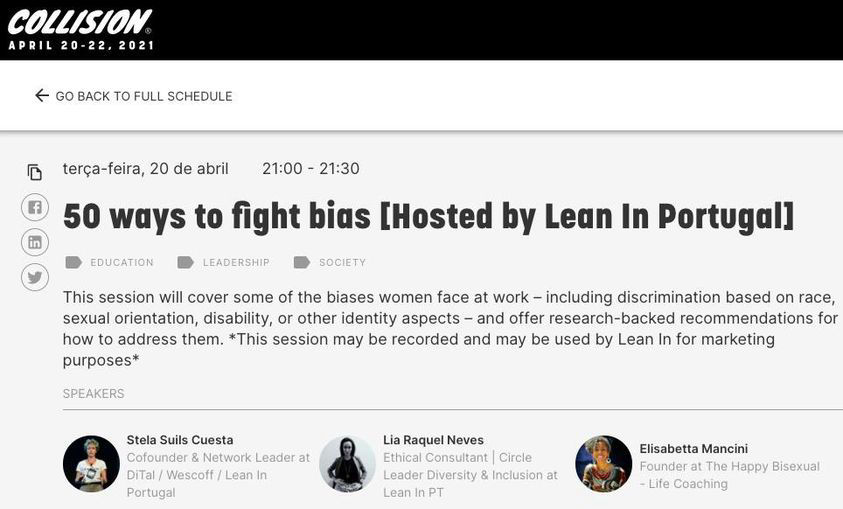 COLLISION®
APRIL 20-22, 2021
GO BACK TO FULL SCHEDULE
terça-feira, 20 de abril 21:00 - 21:30
50 ways to fight bias [Hosted by Lean In Portugal]
EDUCATION LEADERSHIP SOCIETY
This session will cover some of the biases women face at work – including discrimination based on race,
sexual orientation, disability, or other identity aspects – and offer research-backed recommendations for
how to address them. *This session may be recorded and may be used by Lean In for marketing
purposes*
SPEAKERS
Stela Suils Cuesta
Cofounder & Network Leader at
DiTal / Wescoff / Lean In
Portugal
Lia Raquel Neves
Ethical Consultant | Circle
Leader Diversity & Inclusion at
Lean In PT
Elisabetta Mancini
Founder at The Happy Bisexual
- Life Coaching